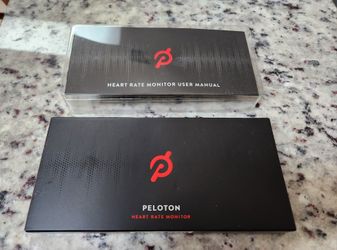 HEART RATE MONITOR USER MANUAL
PELOTON
HEART RATE MONITOR